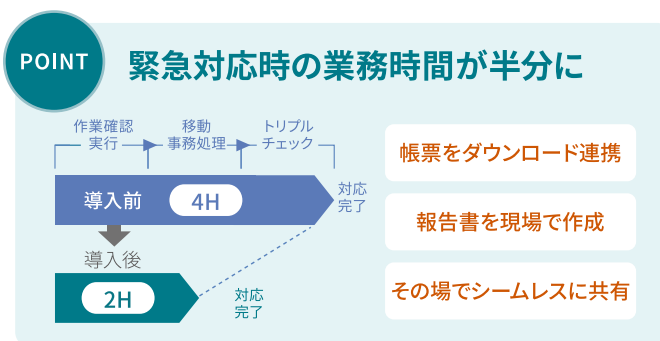 POINT
緊急対応時の業務時間が半分に
作業確認
実行
移動
事務処理
トリプル
チェック
導入前
4H
対応
完了
導入後
2H
対応
完了
帳票をダウンロード連携
報告書を現場で作成
その場でシームレスに共有